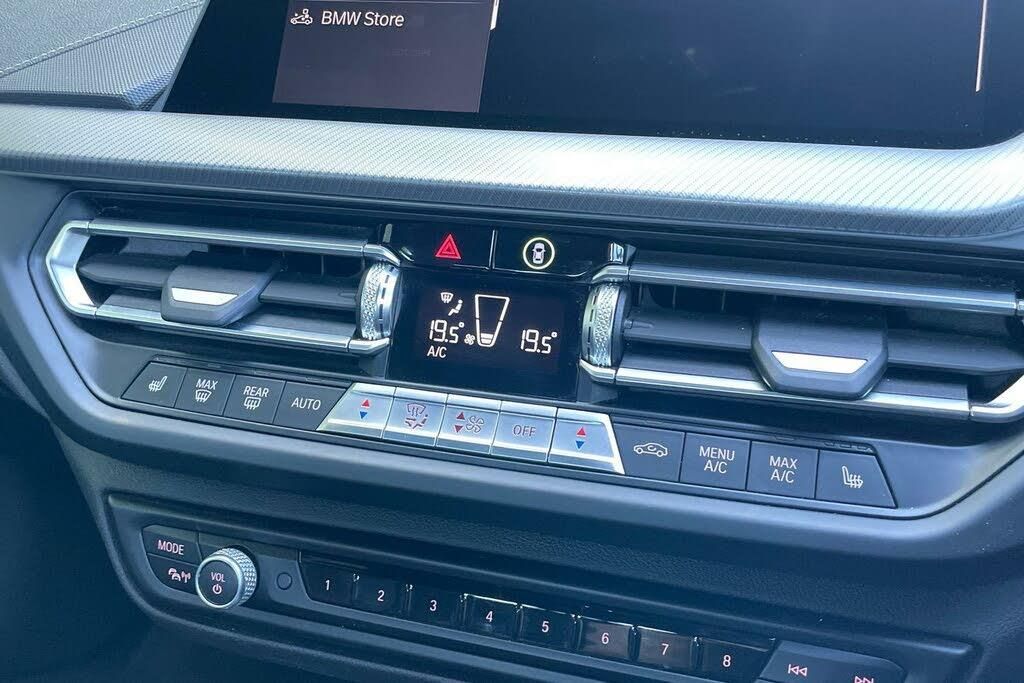 BMW Store
19.5°
19.5°
A/C
MAX
REAR
AUTO
OFF
MENU
A/C
MAX
A/C
MODE
VOL
1
2
3
4
5
6
7
8